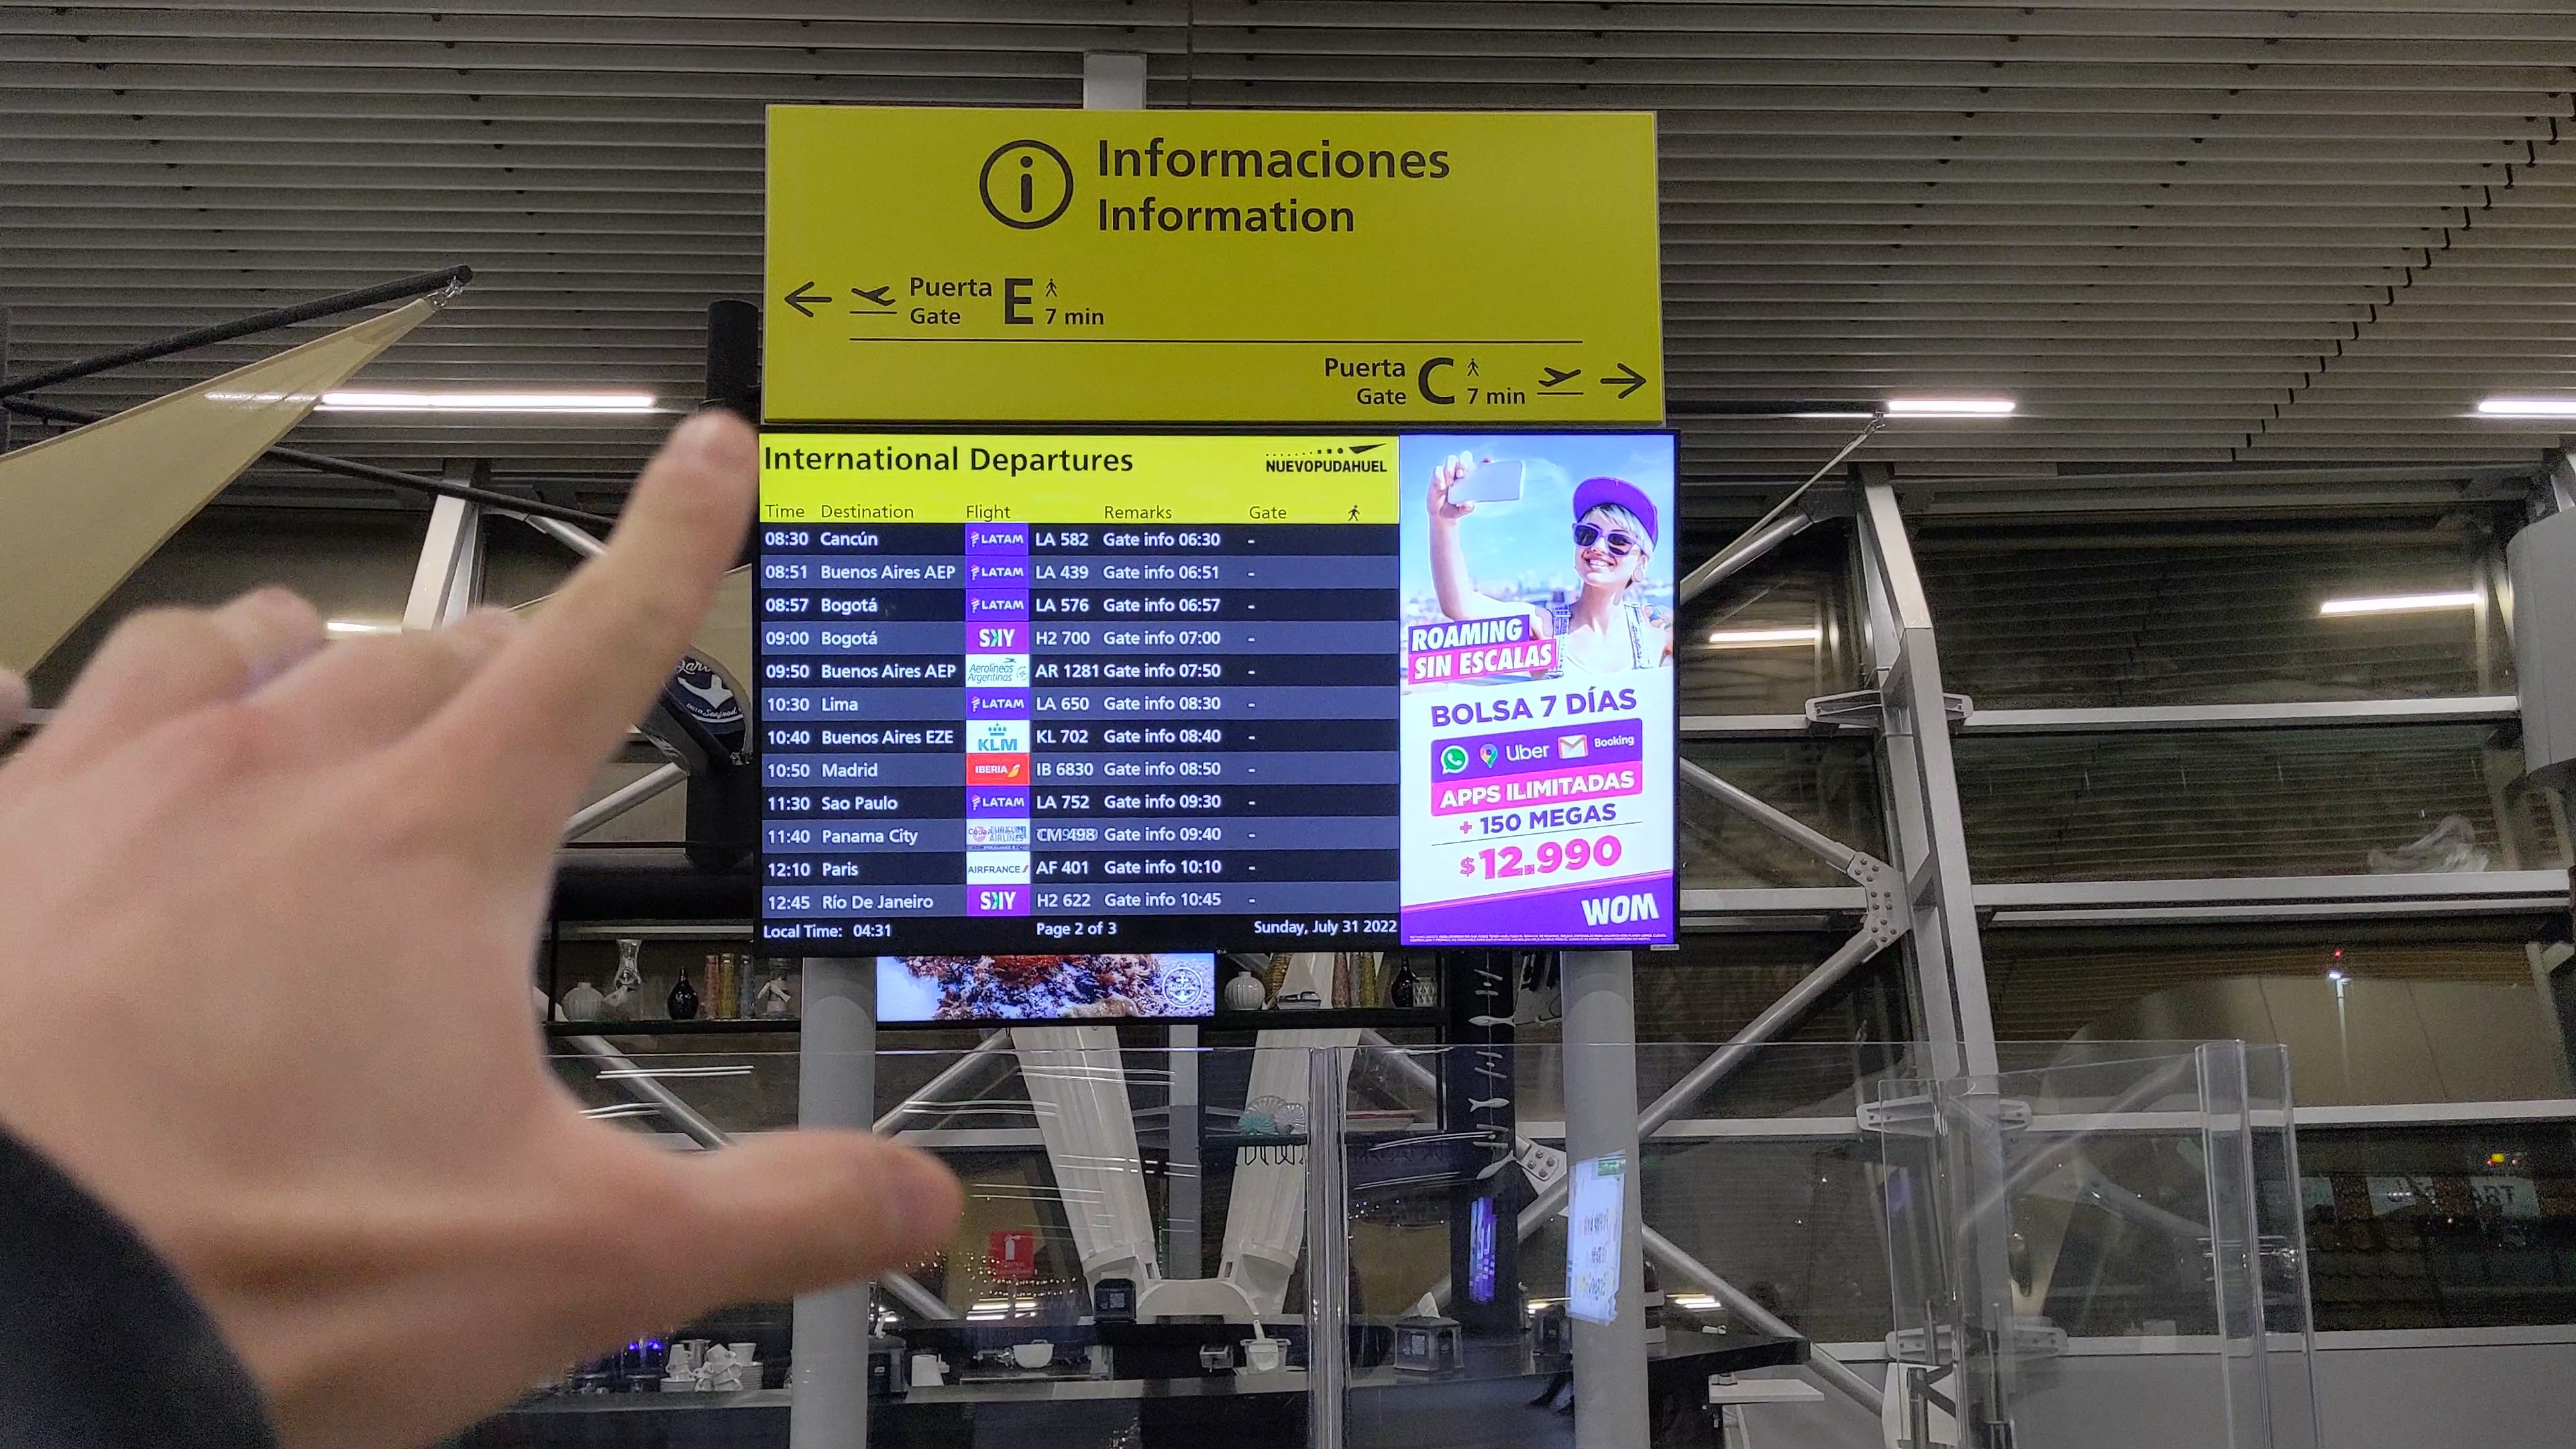 Informaciones
Information
Puerta
Gate
E
7 min
Puerta
Gate
C
7 min
International Departures
NUEVOPUDAHUEL
Time Destination Flight Remarks Gate
08:30 Cancún LATAM LA 582 Gate info 06:30 -
08:51 Buenos Aires AEP LATAM LA 439 Gate info 06:51 -
08:57 Bogotá LATAM LA 576 Gate info 06:57 -
09:00 Bogotá SKY H2 700 Gate info 07:00 -
09:50 Buenos Aires AEP Aerolíneas Argentinas AR 1281 Gate info 07:50 -
10:30 Lima LATAM LA 650 Gate info 08:30 -
10:40 Buenos Aires EZE KLM KL 702 Gate info 08:40 -
10:50 Madrid IBERIA IB 6830 Gate info 08:50 -
11:30 Sao Paulo LATAM LA 752 Gate info 09:30 -
11:40 Panama City CM 498 Gate info 09:40 -
12:10 Paris AIRFRANCE AF 401 Gate info 10:10 -
12:45 Río De Janeiro SKY H2 622 Gate info 10:45 -
Local Time: 04:31 Page 2 of 3 Sunday, July 31 2022
ROAMING
SIN ESCALAS
BOLSA 7 DÍAS
Uber Booking
APPS ILIMITADAS
+ 150 MEGAS
$12.990
WOM
Seafood